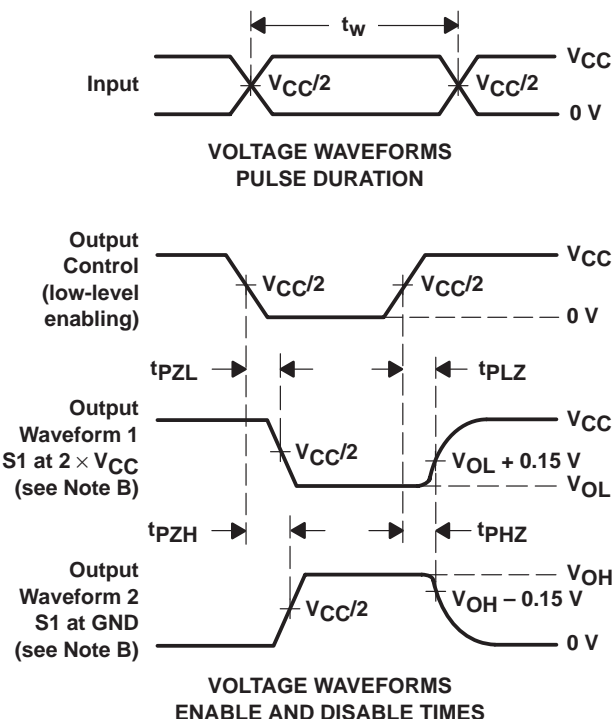 tw
VCC
Input
VCC/2
VCC/2
0 V
VOLTAGE WAVEFORMS
PULSE DURATION
Output
Control
(low-level
enabling)
VCC
VCC/2
VCC/2
0 V
tPZL
tPLZ
Output
Waveform 1
S1 at 2 × VCC
(see Note B)
VCC
VCC/2
VOL + 0.15 V
VOL
tPZH
tPHZ
Output
Waveform 2
S1 at GND
(see Note B)
VOH
VCC/2
VOH – 0.15 V
0 V
VOLTAGE WAVEFORMS
ENABLE AND DISABLE TIMES